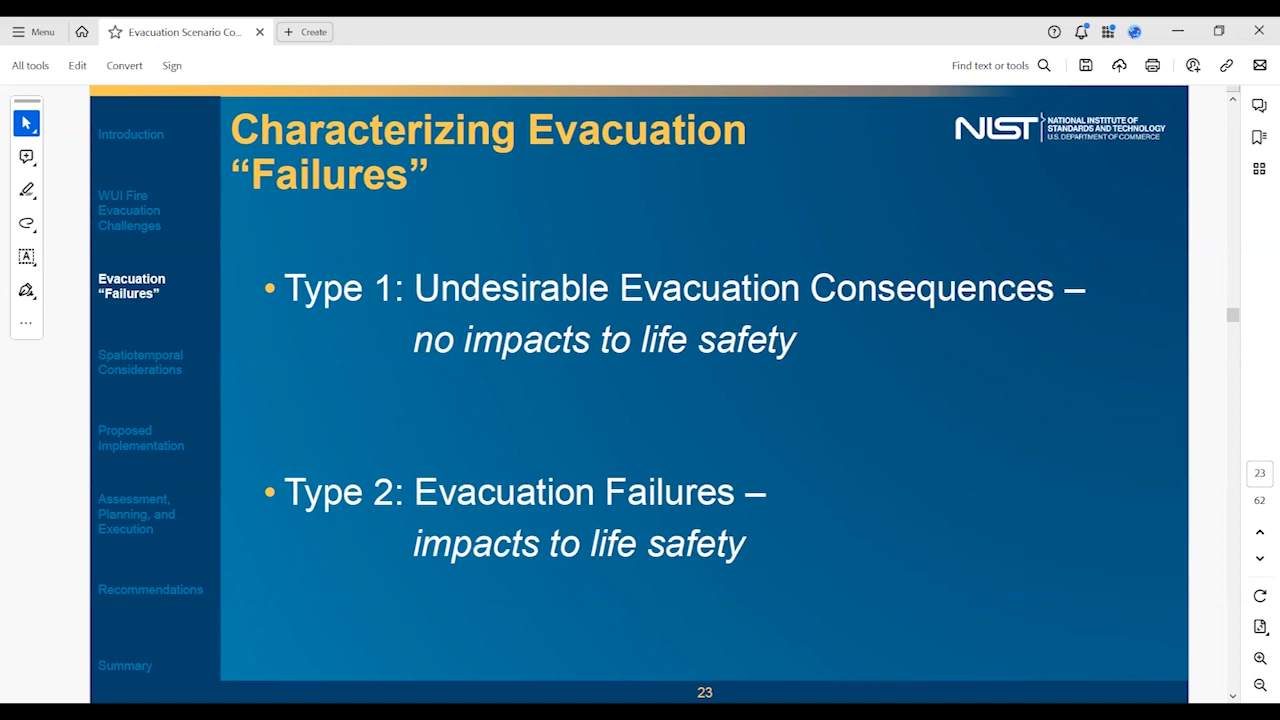 Menu
Evacuation Scenario Co...
Create
All tools
Edit
Convert
Sign
Find text or tools
Introduction
WUI Fire
Evacuation
Challenges
Evacuation
“Failures”
Spatiotemporal
Considerations
Proposed
Implementation
Assessment,
Planning, and
Execution
Recommendations
Summary
Characterizing Evacuation
“Failures”
NIST
NATIONAL INSTITUTE OF
STANDARDS AND TECHNOLOGY
U.S. DEPARTMENT OF COMMERCE
• Type 1: Undesirable Evacuation Consequences –
no impacts to life safety
• Type 2: Evacuation Failures –
impacts to life safety
23
23
62